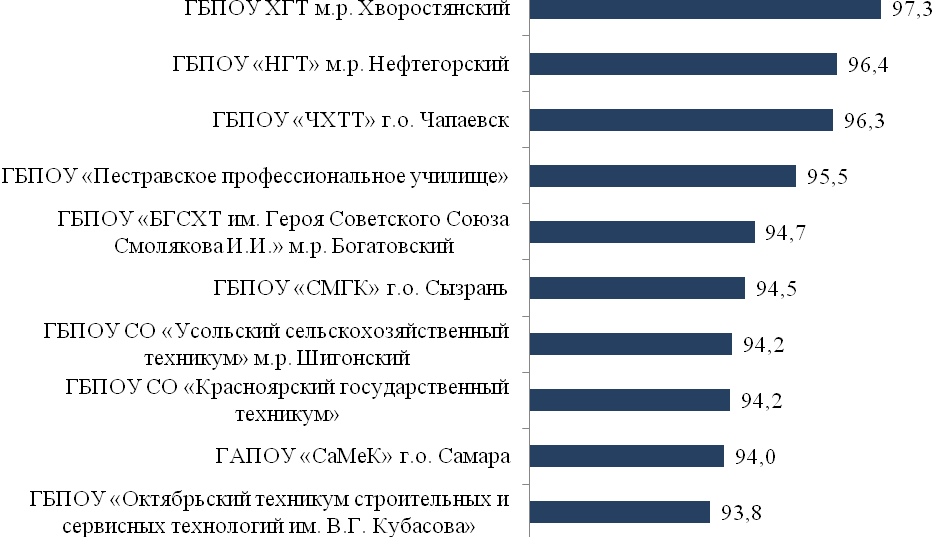 ГБПОУ ХГТ м.р. Хворостянский 97,3
ГБПОУ «НГТ» м.р. Нефтегорский 96,4
ГБПОУ «ЧХТТ» г.о. Чапаевск 96,3
ГБПОУ «Пестравское профессиональное училище» 95,5
ГБПОУ «БГСХТ им. Героя Советского Союза
Смолякова И.И.» м.р. Богатовский 94,7
ГБПОУ «СМГК» г.о. Сызрань 94,5
ГБПОУ СО «Усольский сельскохозяйственный
техникум» м.р. Шигонский 94,2
ГБПОУ СО «Красноярский государственный
техникум» 94,2
ГАПОУ «СаМеК» г.о. Самара 94,0
ГБПОУ «Октябрьский техникум строительных и
сервисных технологий им. В.Г. Кубасова» 93,8